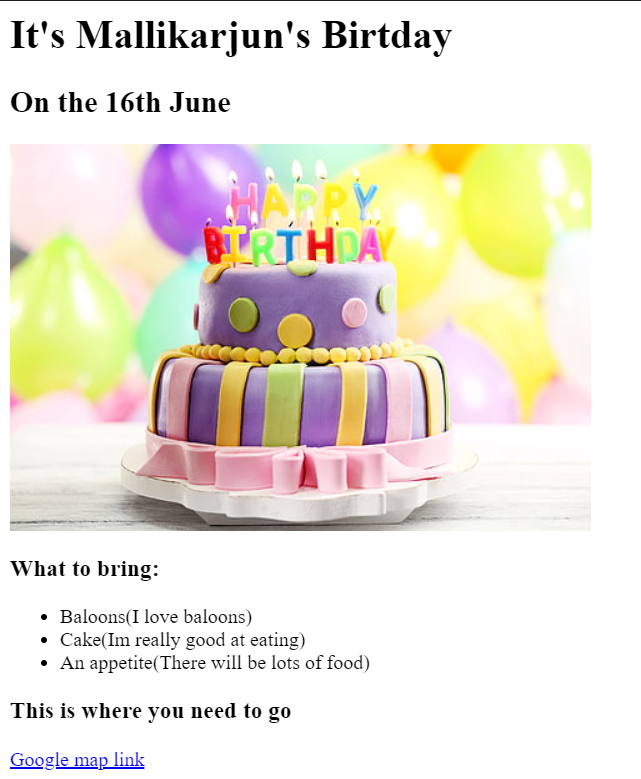 It's Mallikarjun's Birtday
On the 16th June
HAPPY
BIRTHDAY
What to bring:
Baloons(I love baloons)
Cake(Im really good at eating)
An appetite(There will be lots of food)
This is where you need to go
Google map link